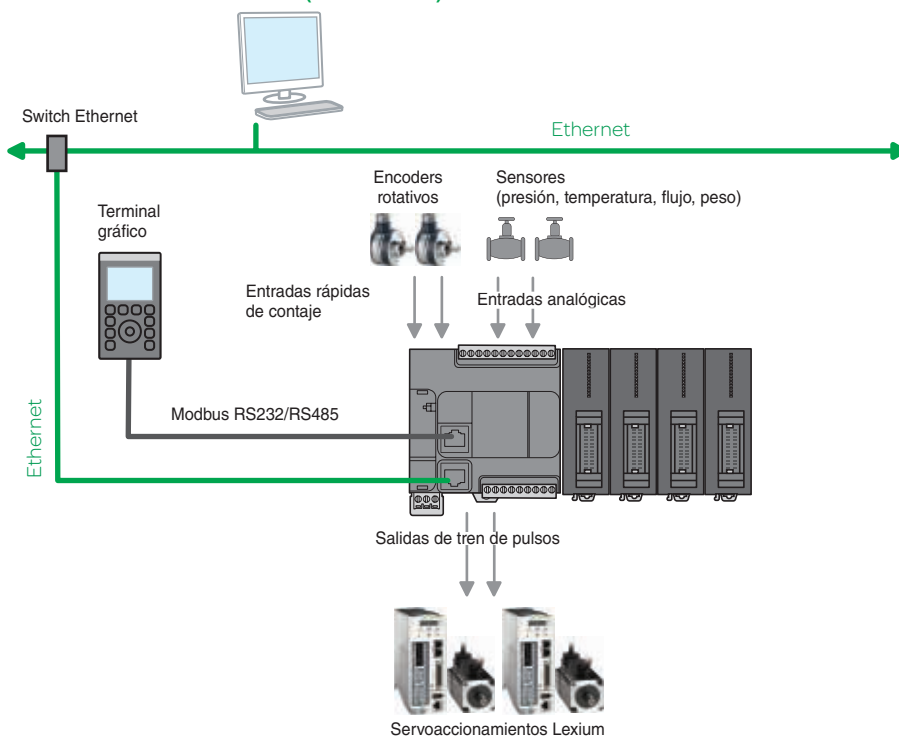 Switch Ethernet
Ethernet
Encoders
rotativos
Sensores
(presión, temperatura, flujo, peso)
Terminal
gráfico
Entradas rápidas
de contaje
Entradas analógicas
Modbus RS232/RS485
Ethernet
Salidas de tren de pulsos
Servoaccionamientos Lexium